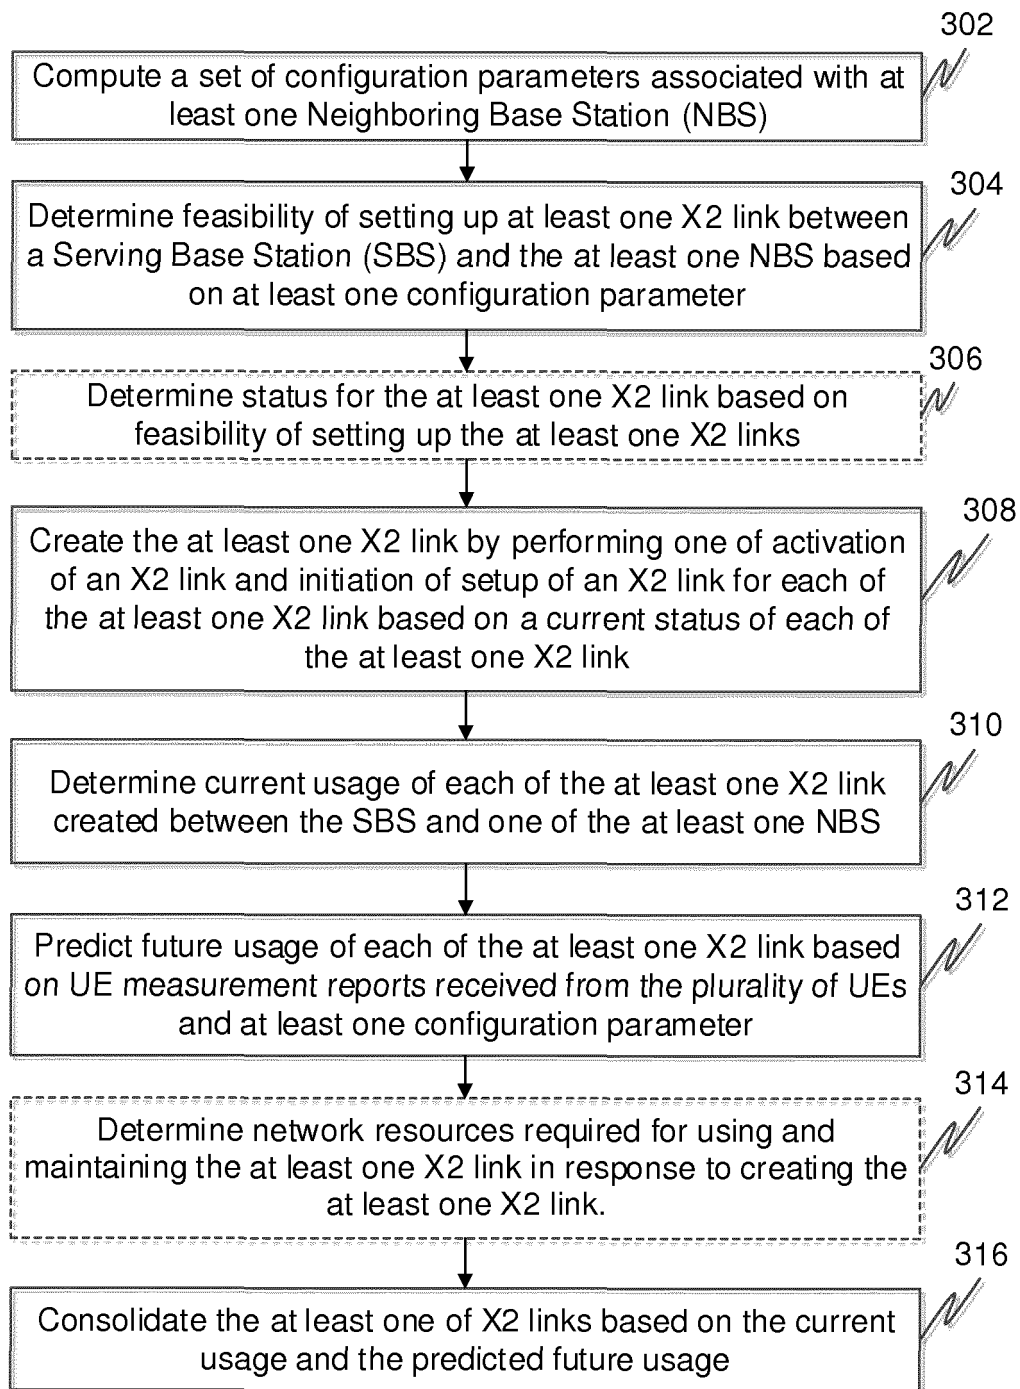 302
Compute a set of configuration parameters associated with at
least one Neighboring Base Station (NBS)
304
Determine feasibility of setting up at least one X2 link between
a Serving Base Station (SBS) and the at least one NBS based
on at least one configuration parameter
306
Determine status for the at least one X2 link based on
feasibility of setting up the at least one X2 links
308
Create the at least one X2 link by performing one of activation
of an X2 link and initiation of setup of an X2 link for each of
the at least one X2 link based on a current status of each of
the at least one X2 link
310
Determine current usage of each of the at least one X2 link
created between the SBS and one of the at least one NBS
312
Predict future usage of each of the at least one X2 link based
on UE measurement reports received from the plurality of UEs
and at least one configuration parameter
314
Determine network resources required for using and
maintaining the at least one X2 link in response to creating the
at least one X2 link.
316
Consolidate the at least one of X2 links based on the current
usage and the predicted future usage